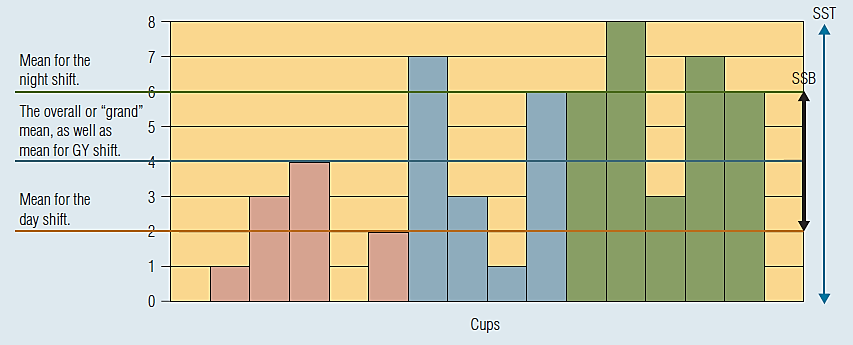 SST
8
7
Mean for the
night shift.
SSB
6
The overall or “grand”
mean, as well as
mean for GY shift.
5
4
3
Mean for the
day shift.
2
1
0
Cups